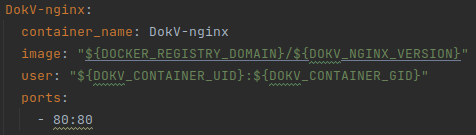 DokV-nginx:
container_name: DokV-nginx
image: "${DOCKER_REGISTRY_DOMAIN}/${DOKV_NGINX_VERSION}"
user: "${DOKV_CONTAINER_UID}:${DOKV_CONTAINER_GID}"
ports:
- 80:80